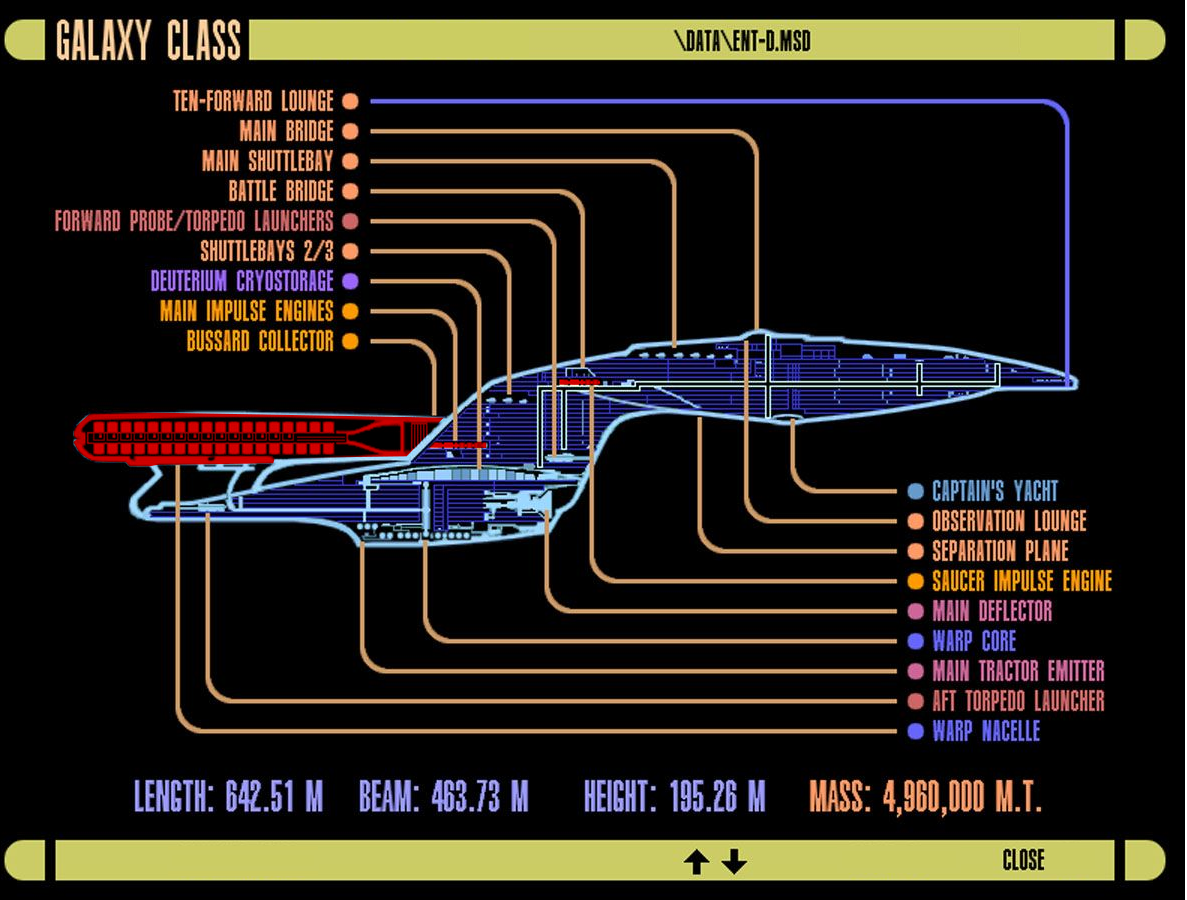 GALAXY CLASS
\DATA\ENT-D.MSD
TEN-FORWARD LOUNGE
MAIN BRIDGE
MAIN SHUTTLEBAY
BATTLE BRIDGE
FORWARD PROBE/TORPEDO LAUNCHERS
SHUTTLEBAYS 2/3
DEUTERIUM CRYOSTORAGE
MAIN IMPULSE ENGINES
BUSSARD COLLECTOR
CAPTAIN'S YACHT
OBSERVATION LOUNGE
SEPARATION PLANE
SAUCER IMPULSE ENGINE
MAIN DEFLECTOR
WARP CORE
MAIN TRACTOR EMITTER
AFT TORPEDO LAUNCHER
WARP NACELLE
LENGTH: 642.51 M BEAM: 463.73 M HEIGHT: 195.26 M MASS: 4,960,000 M.T.
CLOSE